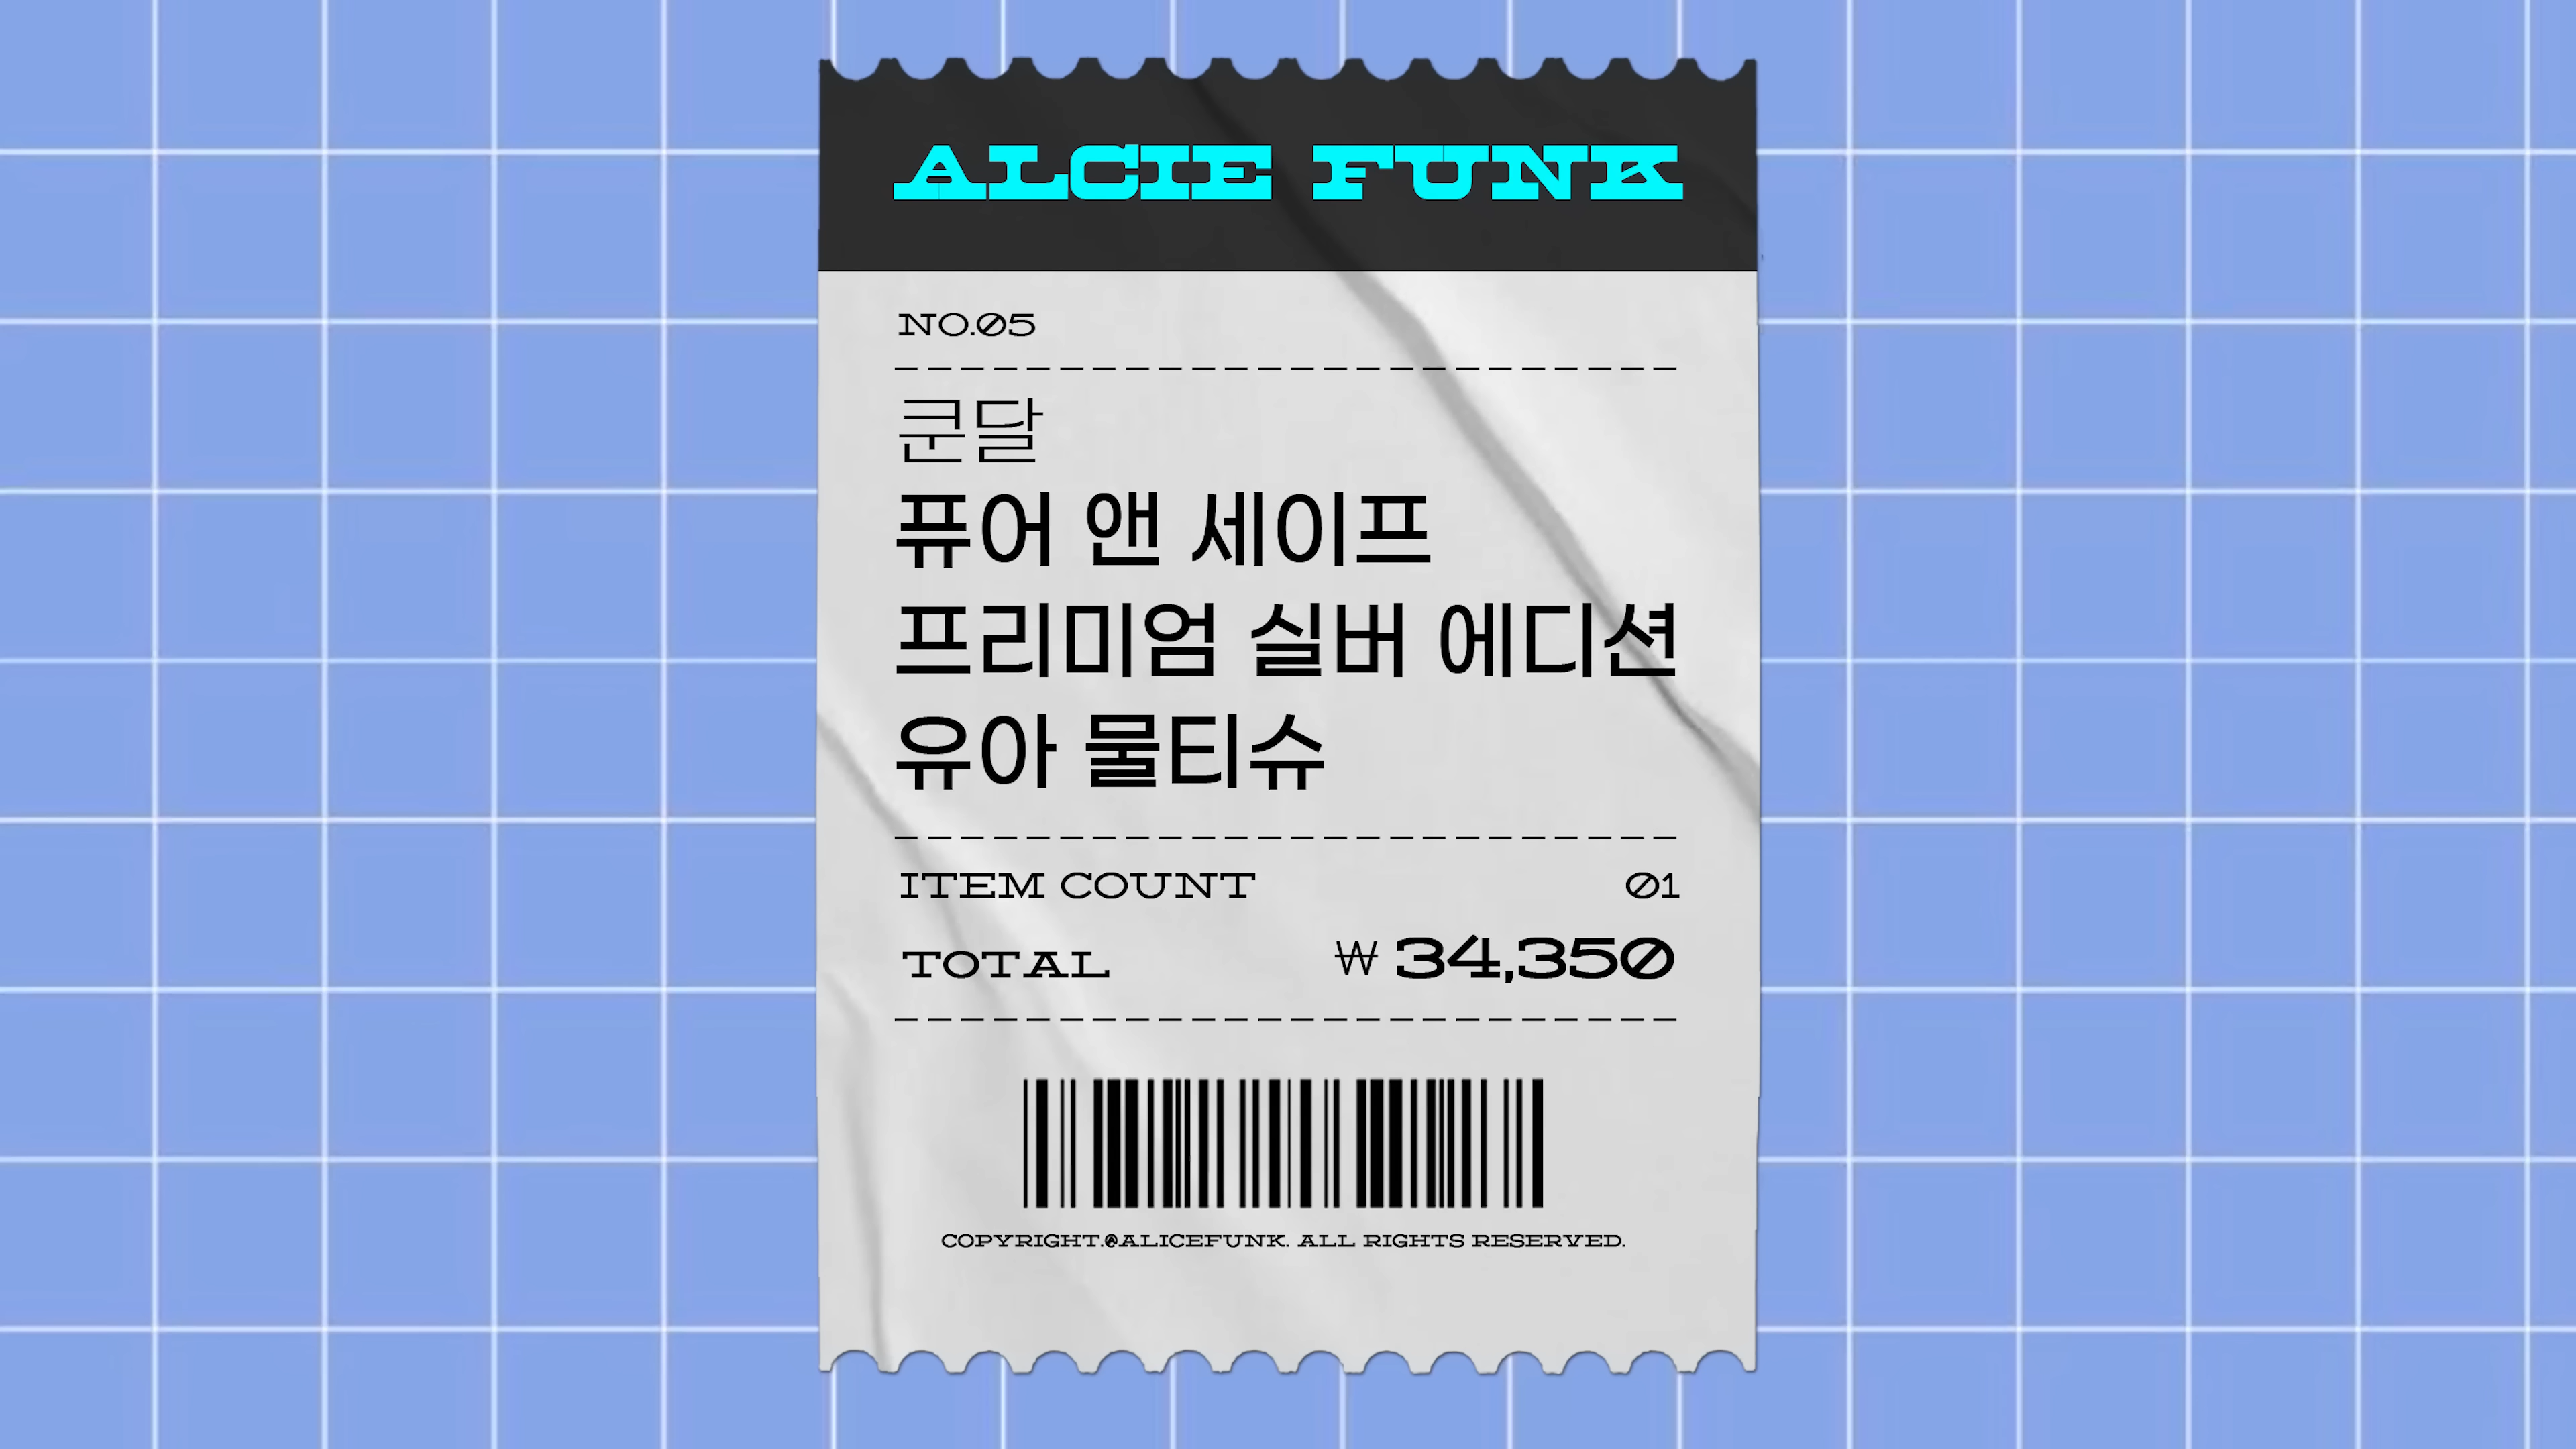 ALCIE FUNK
NO.05
쿤달
퓨어 앤 세이프
프리미엄 실버 에디션
유아 물티슈
ITEM COUNT 01
TOTAL ₩ 34,350
COPYRIGHT.@ALICEFUNK. ALL RIGHTS RESERVED.